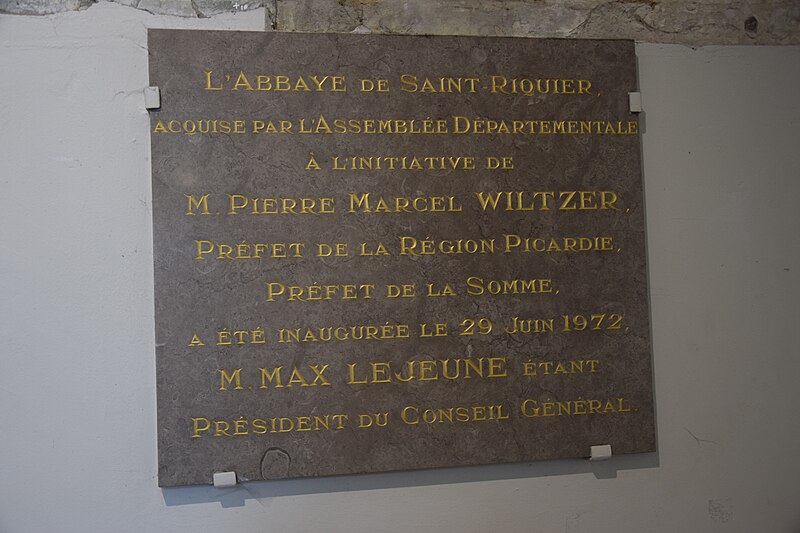 L'ABBAYE DE SAINT-RIQUIER,
ACQUISE PAR L'ASSEMBLÉE DÉPARTEMENTALE
À L'INITIATIVE DE
M. PIERRE MARCEL WILTZER,
PRÉFET DE LA RÉGION PICARDIE,
PRÉFET DE LA SOMME,
A ÉTÉ INAUGURÉE LE 29 JUIN 1972,
M MAX LEJEUNE ÉTANT
PRÉSIDENT DU CONSEIL GÉNÉRAL.